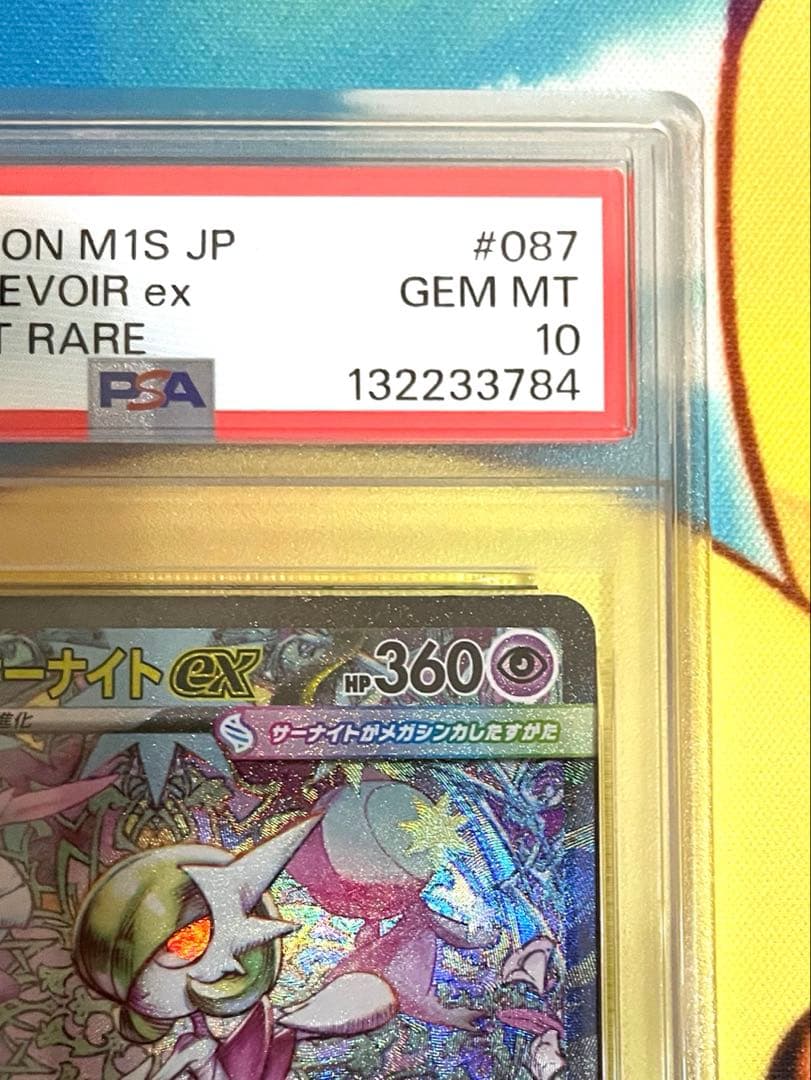 ON M1S JP #087
EVOIR ex GEM MT
T RARE 10
PSA 132233784
ーナイトex HP360
進化
サーナイトがメガシンカしたすがた